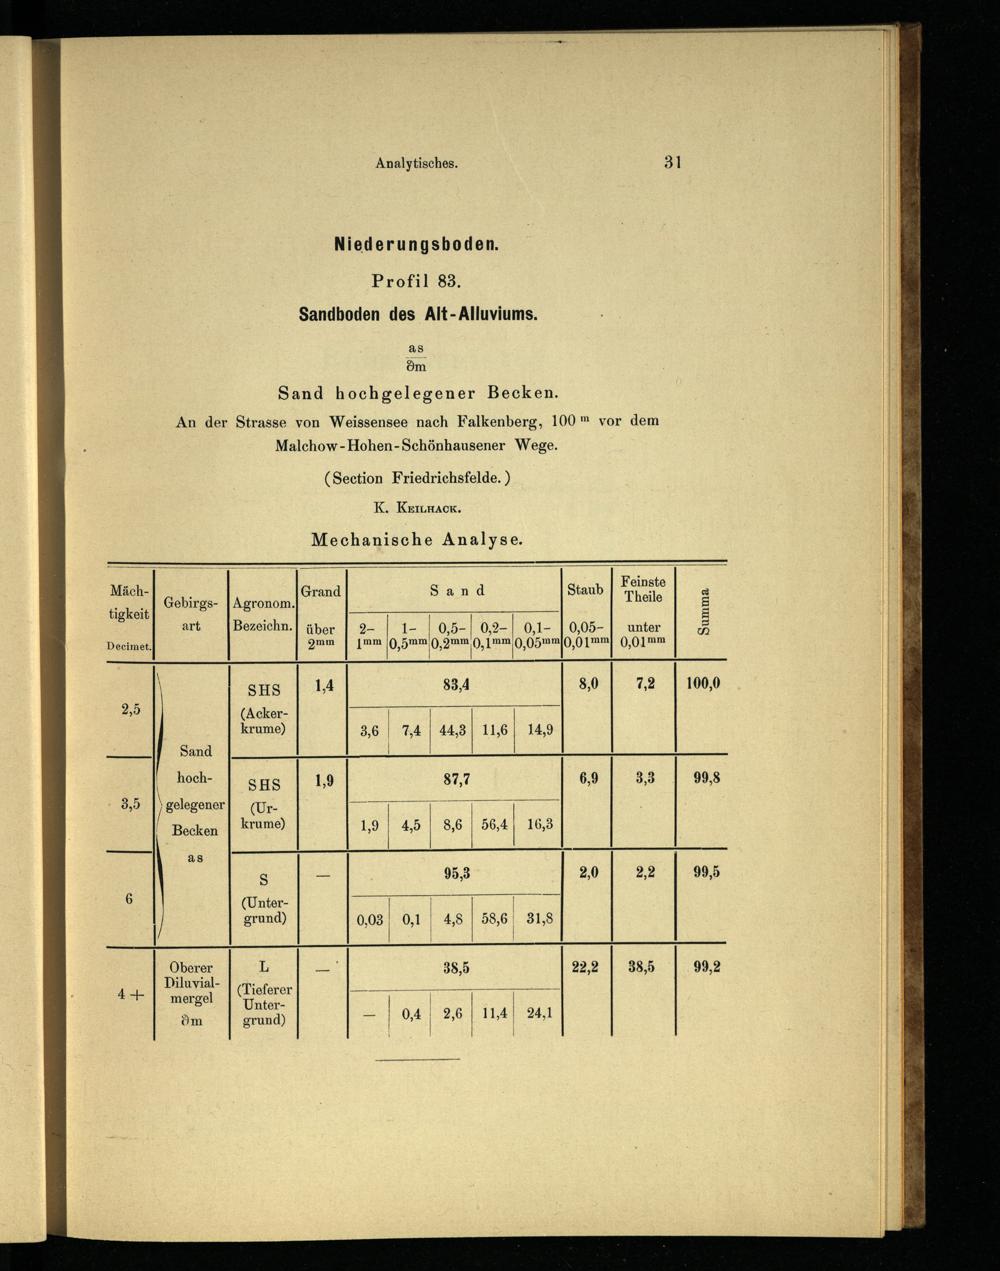 Analytisches. 31
Niederungsboden.
Profil 83.
Sandboden des Alt-Alluviums.
as
∂m
Sand hochgelegener Becken.
An der Strasse von Weissensee nach Falkenberg, 100 m vor dem
Malchow-Hohen-Schönhausener Wege.
(Section Friedrichsfelde.)
K. KEILHACK.
Mechanische Analyse.
Mächtigkeit Decimet. | Gebirgsart | Agronom. Bezeichn. | Grand über 2mm | Sand | Staub 0,05-0,01mm | Feinste Theile unter 0,01mm | Summa
2-1mm | 1-0,5mm | 0,5-0,2mm | 0,2-0,1mm | 0,1-0,05mm
2,5 | Sand hochgelegener Becken as | SHS (Ackerkrume) | 1,4 | 83,4 | 8,0 | 7,2 | 100,0
3,6 | 7,4 | 44,3 | 11,6 | 14,9
3,5 | SHS (Urkrume) | 1,9 | 87,7 | 6,9 | 3,3 | 99,8
1,9 | 4,5 | 8,6 | 56,4 | 16,3
6 | S (Untergrund) | — | 95,3 | 2,0 | 2,2 | 99,5
0,03 | 0,1 | 4,8 | 58,6 | 31,8
4 + | Oberer Diluvialmergel ∂m | L (Tieferer Untergrund) | — | 38,5 | 22,2 | 38,5 | 99,2
— | 0,4 | 2,6 | 11,4 | 24,1